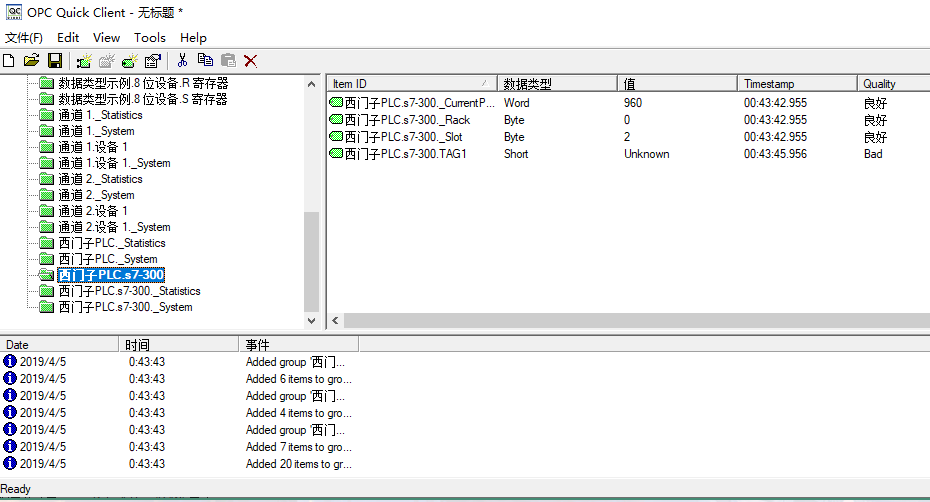 OPC Quick Client - 无标题 *
文件(F) Edit View Tools Help
数据类型示例.8 位设备.R 寄存器
数据类型示例.8 位设备.S 寄存器
通道 1._Statistics
通道 1._System
通道 1.设备 1
通道 1.设备 1._System
通道 2._Statistics
通道 2._System
通道 2.设备 1
通道 2.设备 1._System
西门子PLC._Statistics
西门子PLC._System
西门子PLC.s7-300
西门子PLC.s7-300._Statistics
西门子PLC.s7-300._System
Item ID 数据类型 值 Timestamp Quality
西门子PLC.s7-300._CurrentP... Word 960 00:43:42.955 良好
西门子PLC.s7-300._Rack Byte 0 00:43:42.955 良好
西门子PLC.s7-300._Slot Byte 2 00:43:42.955 良好
西门子PLC.s7-300.TAG1 Short Unknown 00:43:45.956 Bad
Date 时间 事件
2019/4/5 0:43:43 Added group '西门...
2019/4/5 0:43:43 Added 6 items to gro...
2019/4/5 0:43:43 Added group '西门...
2019/4/5 0:43:43 Added 4 items to gro...
2019/4/5 0:43:43 Added group '西门...
2019/4/5 0:43:43 Added 7 items to gro...
2019/4/5 0:43:43 Added 20 items to gr...
Ready